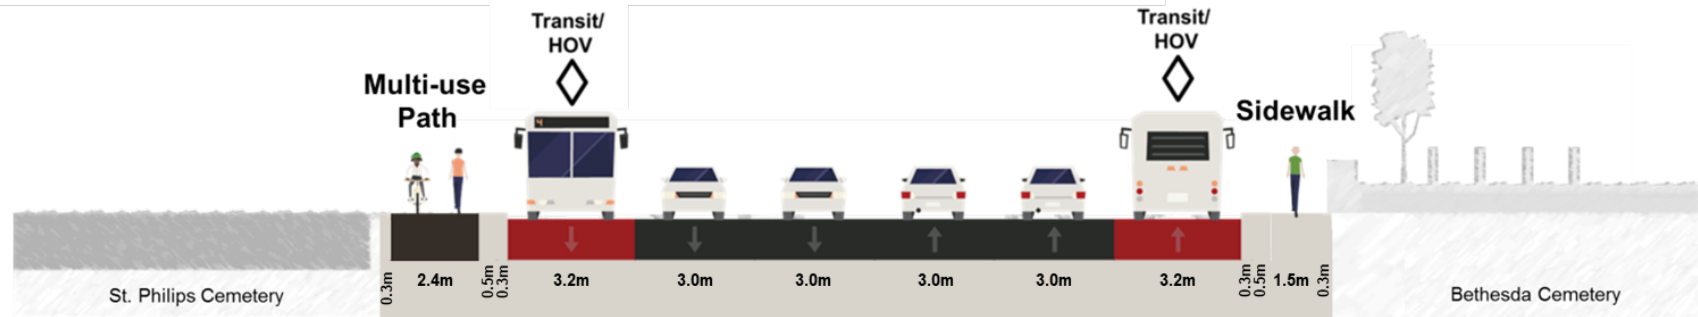 Transit/
HOV
Transit/
HOV
Multi-use
Path
Sidewalk
4
0.3m
2.4m
0.5m
0.3m
3.2m
3.0m
3.0m
3.0m
3.0m
3.2m
0.3m
0.5m
1.5m
0.3m
St. Philips Cemetery
Bethesda Cemetery